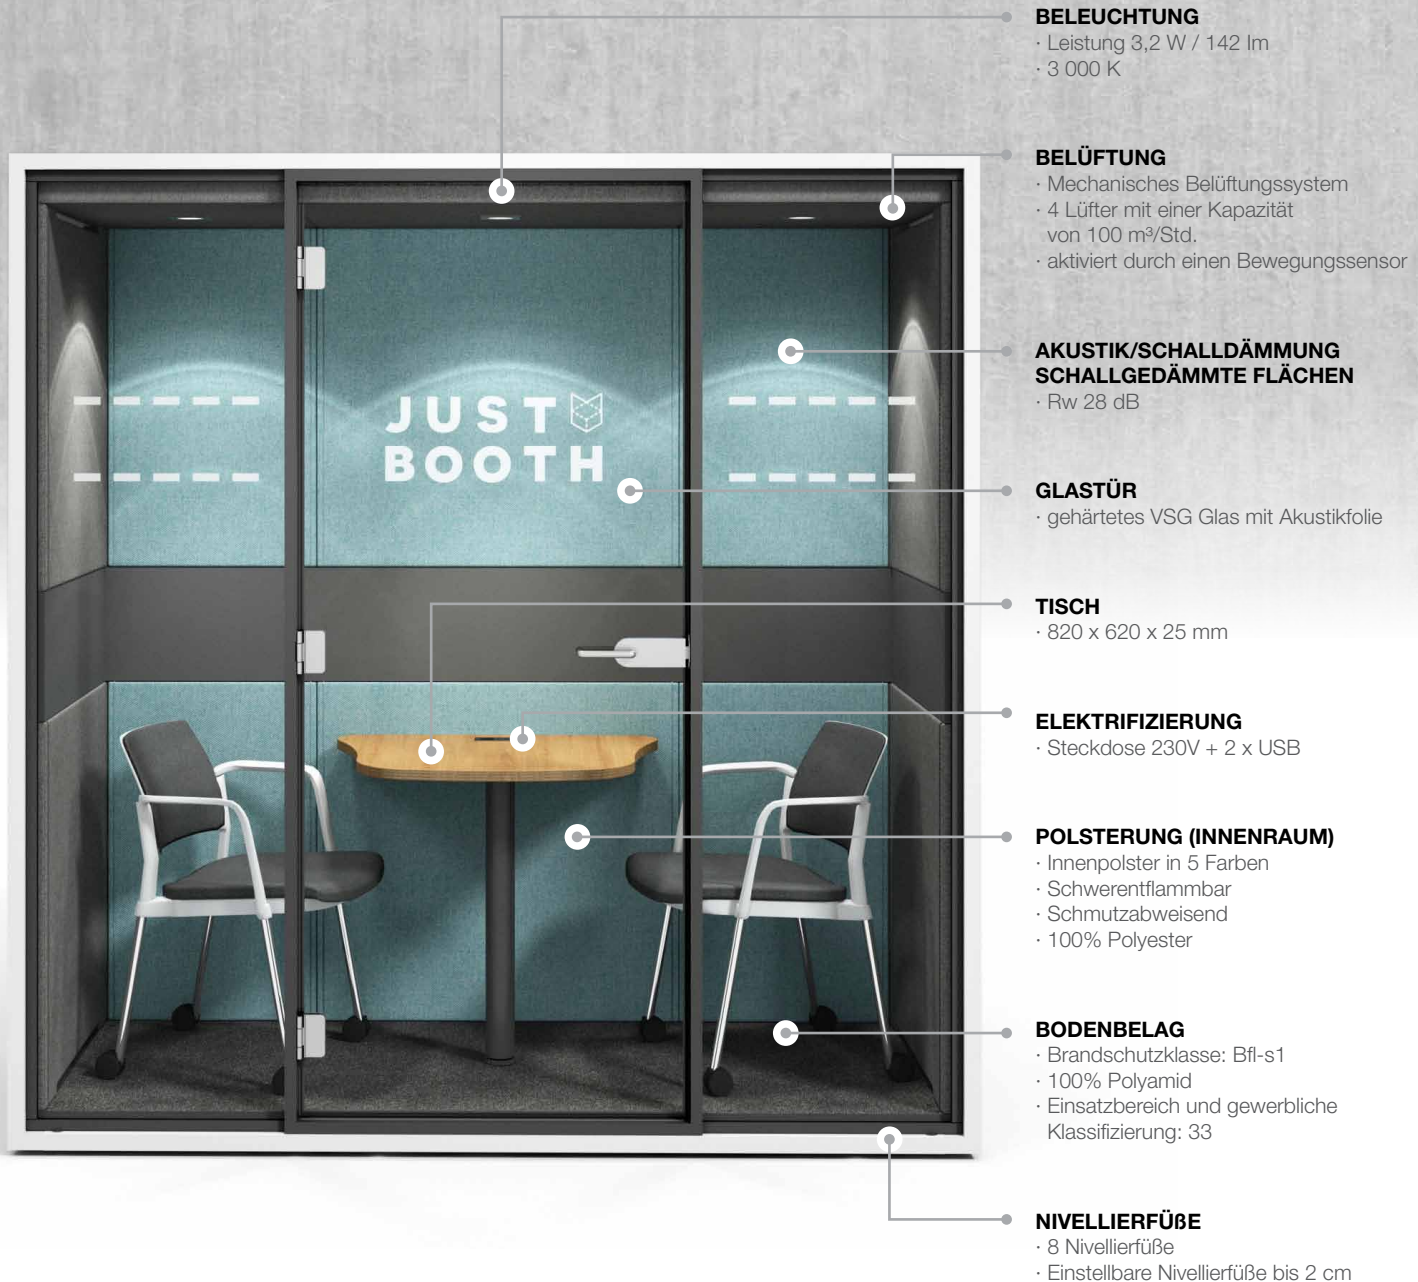 BELEUCHTUNG
· Leistung 3,2 W / 142 lm
· 3 000 K
BELÜFTUNG
· Mechanisches Belüftungssystem
· 4 Lüfter mit einer Kapazität
von 100 m³/Std.
· aktiviert durch einen Bewegungssensor
AKUSTIK/SCHALLDÄMMUNG
SCHALLGEDÄMMTE FLÄCHEN
· Rw 28 dB
JUST
BOOTH
GLASTÜR
· gehärtetes VSG Glas mit Akustikfolie
TISCH
· 820 x 620 x 25 mm
ELEKTRIFIZIERUNG
· Steckdose 230V + 2 x USB
POLSTERUNG (INNENRAUM)
· Innenpolster in 5 Farben
· Schwerentflammbar
· Schmutzabweisend
· 100% Polyester
BODENBELAG
· Brandschutzklasse: Bfl-s1
· 100% Polyamid
· Einsatzbereich und gewerbliche
Klassifizierung: 33
NIVELLIERFÜßE
· 8 Nivellierfüße
· Einstellbare Nivellierfüße bis 2 cm